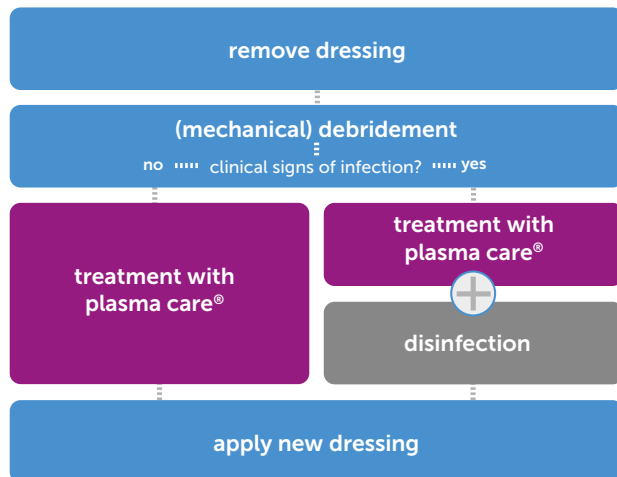 remove dressing
(mechanical) debridement
no clinical signs of infection? yes
treatment with
plasma care®
treatment with
plasma care®
disinfection
apply new dressing